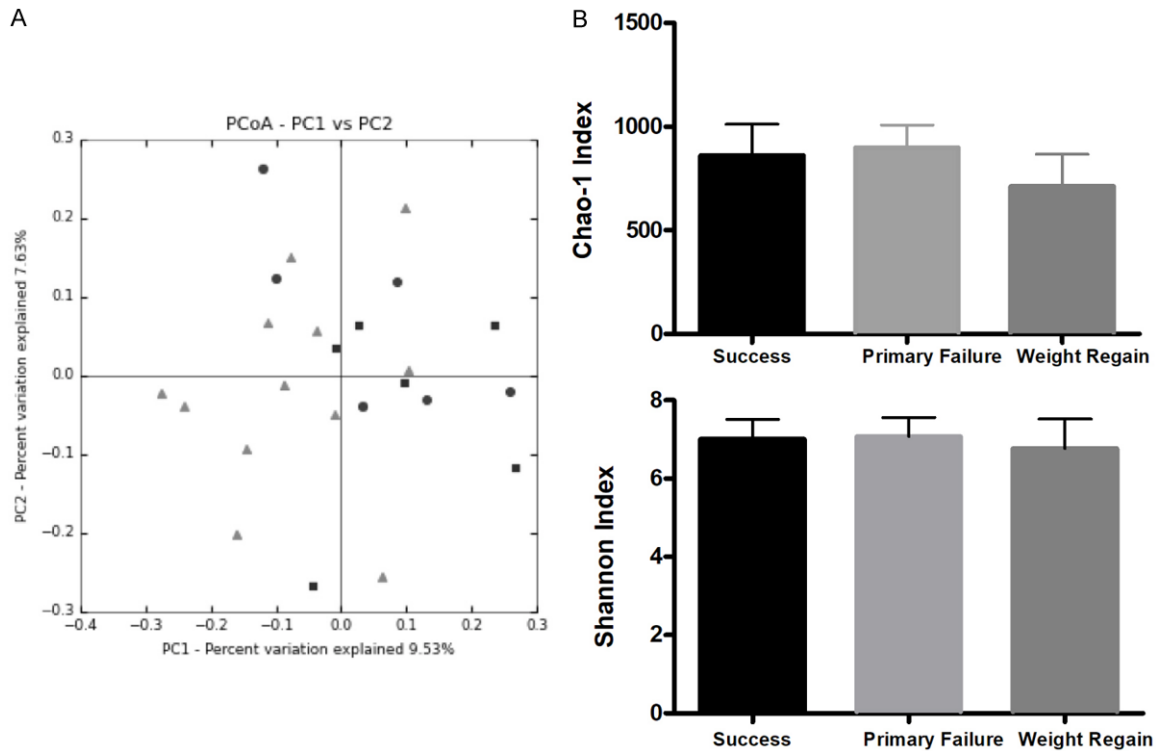 A
PCoA - PC1 vs PC2
PC2 - Percent variation explained 7.63%
0.3
0.2
0.1
0.0
−0.1
−0.2
−0.3
−0.4 −0.3 −0.2 −0.1 0.0 0.1 0.2 0.3
PC1 - Percent variation explained 9.53%
B
Chao-1 Index
1500
1000
500
0
Success Primary Failure Weight Regain
Shannon Index
8
6
4
2
0
Success Primary Failure Weight Regain